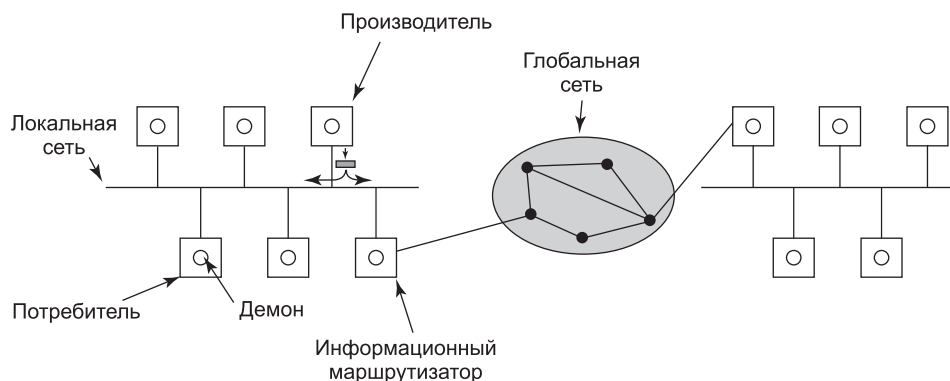 Производитель
Глобальная
сеть
Локальная
сеть
Потребитель
Демон
Информационный
маршрутизатор